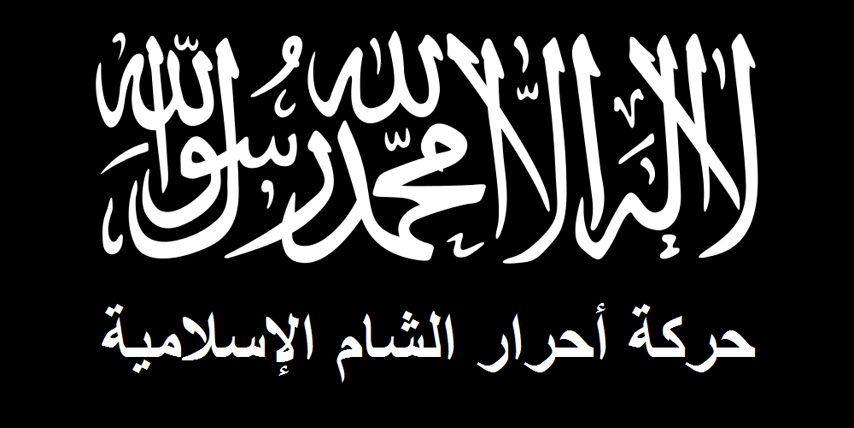 لا إله إلا الله محمد رسول الله
حركة أحرار الشام الإسلامية